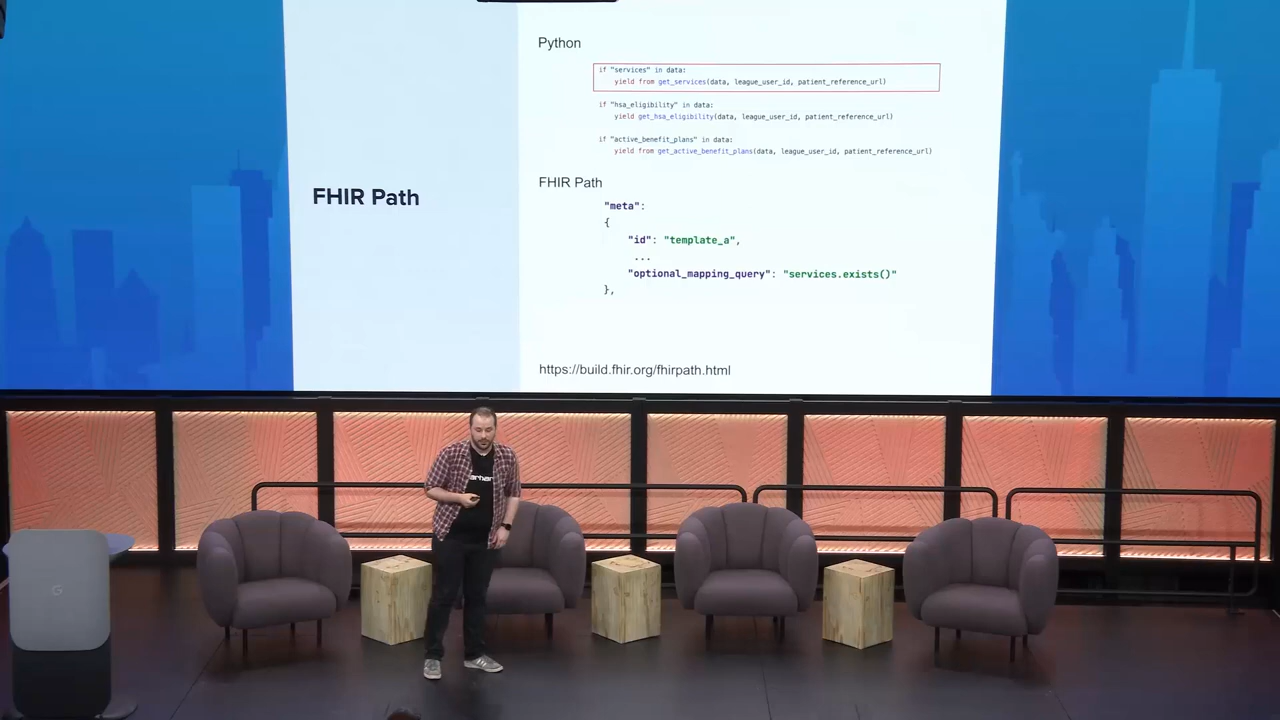 FHIR Path
Python
if "services" in data:
yield from get_services(data, league_user_id, patient_reference_url)
if "hsa_eligibility" in data:
yield get_hsa_eligibility(data, league_user_id, patient_reference_url)
if "active_benefit_plans" in data:
yield from get_active_benefit_plans(data, league_user_id, patient_reference_url)
FHIR Path
"meta":
{
"id": "template_a",
...
"optional_mapping_query": "services.exists()"
},
https://build.fhir.org/fhirpath.html
G